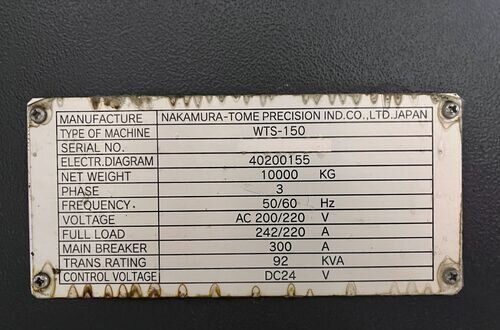 MANUFACTURE NAKAMURA-TOME PRECISION IND.CO.,LTD.JAPAN
TYPE OF MACHINE WTS-150
SERIAL NO.
ELECTR.DIAGRAM 40200155
NET WEIGHT 10000 KG
PHASE 3
FREQUENCY 50/60 Hz
VOLTAGE AC 200/220 V
FULL LOAD 242/220 A
MAIN BREAKER 300 A
TRANS RATING 92 KVA
CONTROL VOLTAGE DC24 V